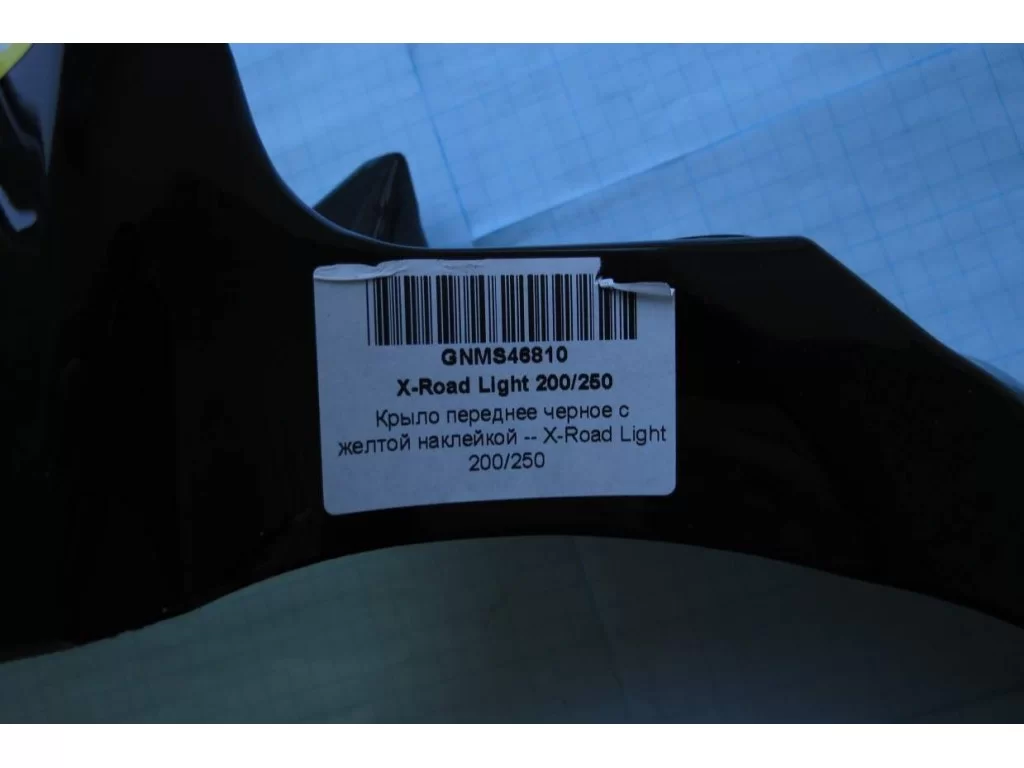 GNMS46810
X-Road Light 200/250
Крыло переднее черное с
желтой наклейкой -- X-Road Light
200/250